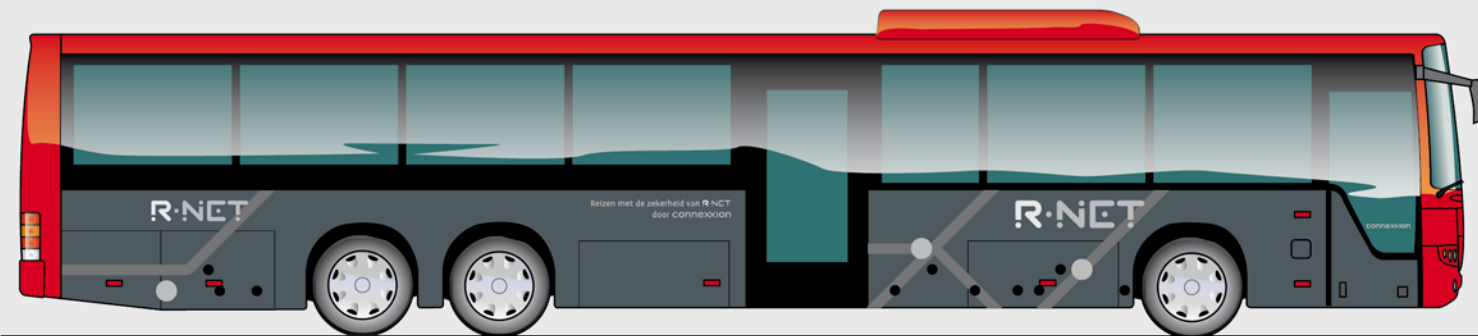 R·NET
Reizen met de zekerheid van R·NET
door connexxion
R·NET
connexxion